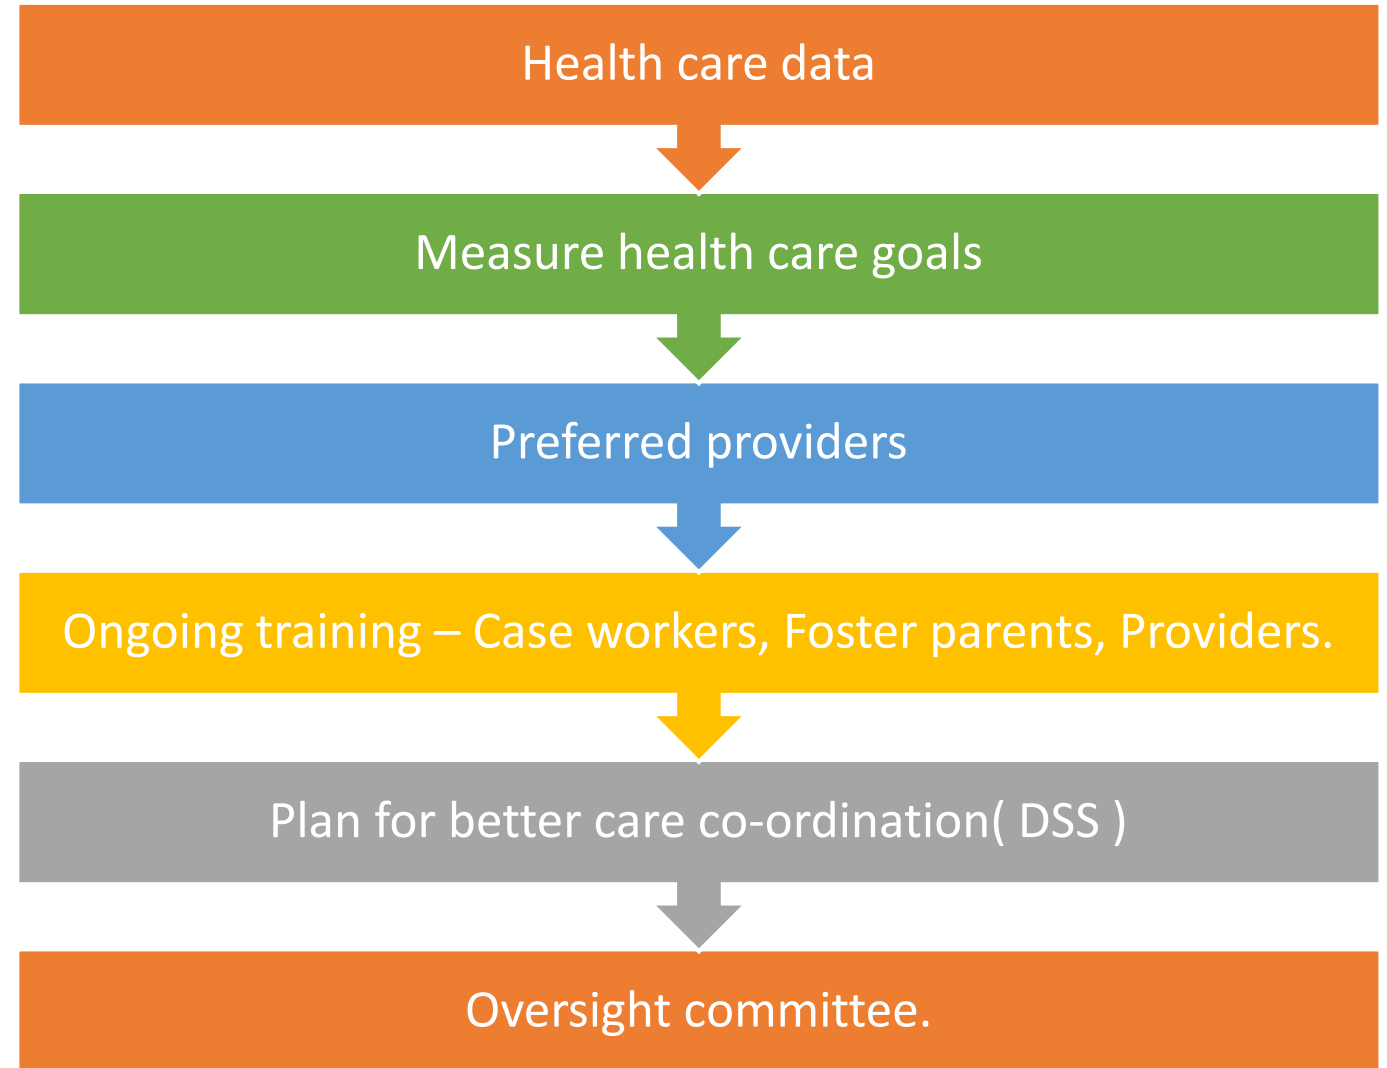 Health care data
Measure health care goals
Preferred providers
Ongoing training – Case workers, Foster parents, Providers.
Plan for better care co-ordination( DSS )
Oversight committee.